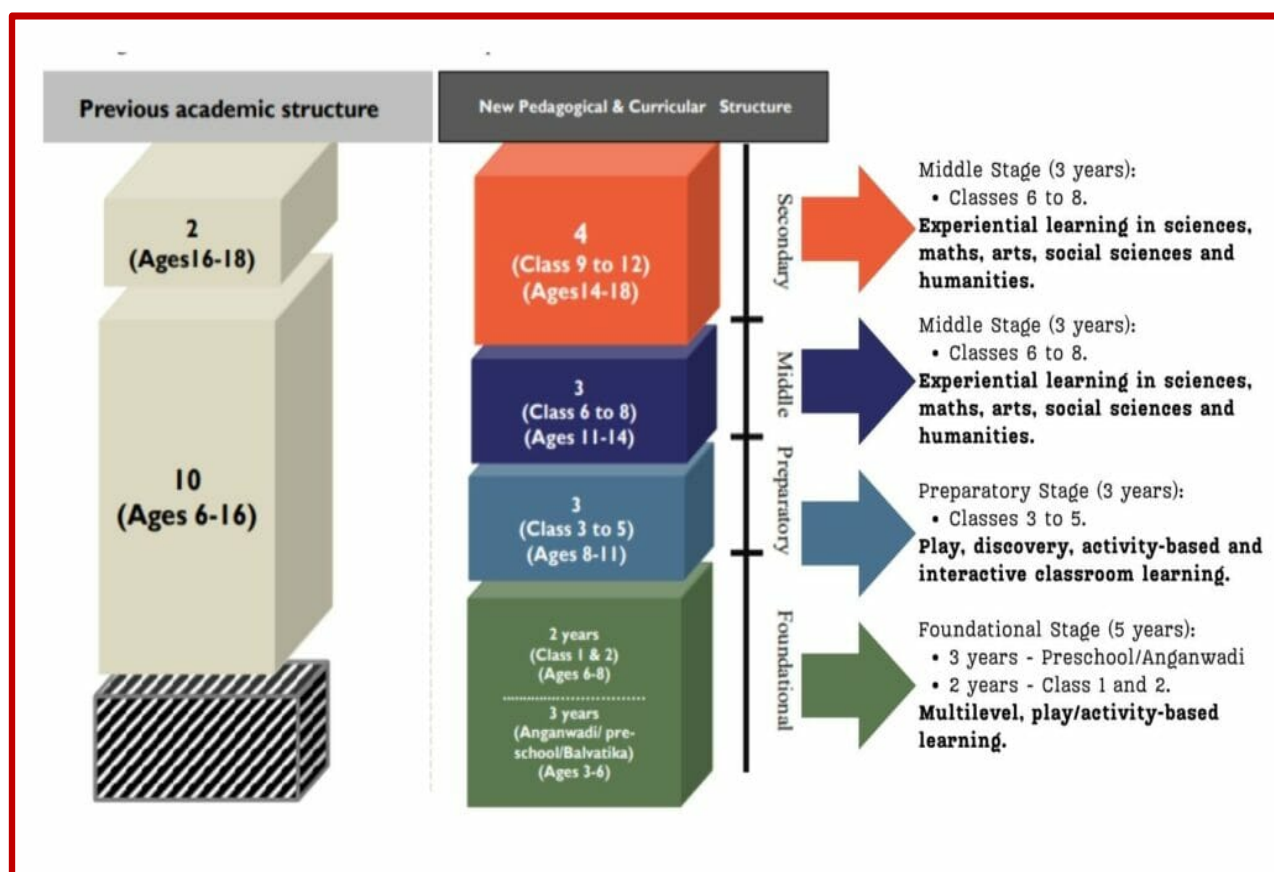 Previous academic structure
New Pedagogical & Curricular Structure
2
(Ages16-18)
10
(Ages 6-16)
4
(Class 9 to 12)
(Ages14-18)
3
(Class 6 to 8)
(Ages 11-14)
3
(Class 3 to 5)
(Ages 8-11)
2 years
(Class 1 & 2)
(Ages 6-8)
3 years
(Anganwadi/ pre-
school/Balvatika)
(Ages 3-6)
Secondary
Middle
Preparatory
Foundational
Middle Stage (3 years):
• Classes 6 to 8.
Experiential learning in sciences,
maths, arts, social sciences and
humanities.
Middle Stage (3 years):
• Classes 6 to 8.
Experiential learning in sciences,
maths, arts, social sciences and
humanities.
Preparatory Stage (3 years):
• Classes 3 to 5.
Play, discovery, activity-based and
interactive classroom learning.
Foundational Stage (5 years):
• 3 years - Preschool/Anganwadi
• 2 years - Class 1 and 2.
Multilevel, play/activity-based
learning.